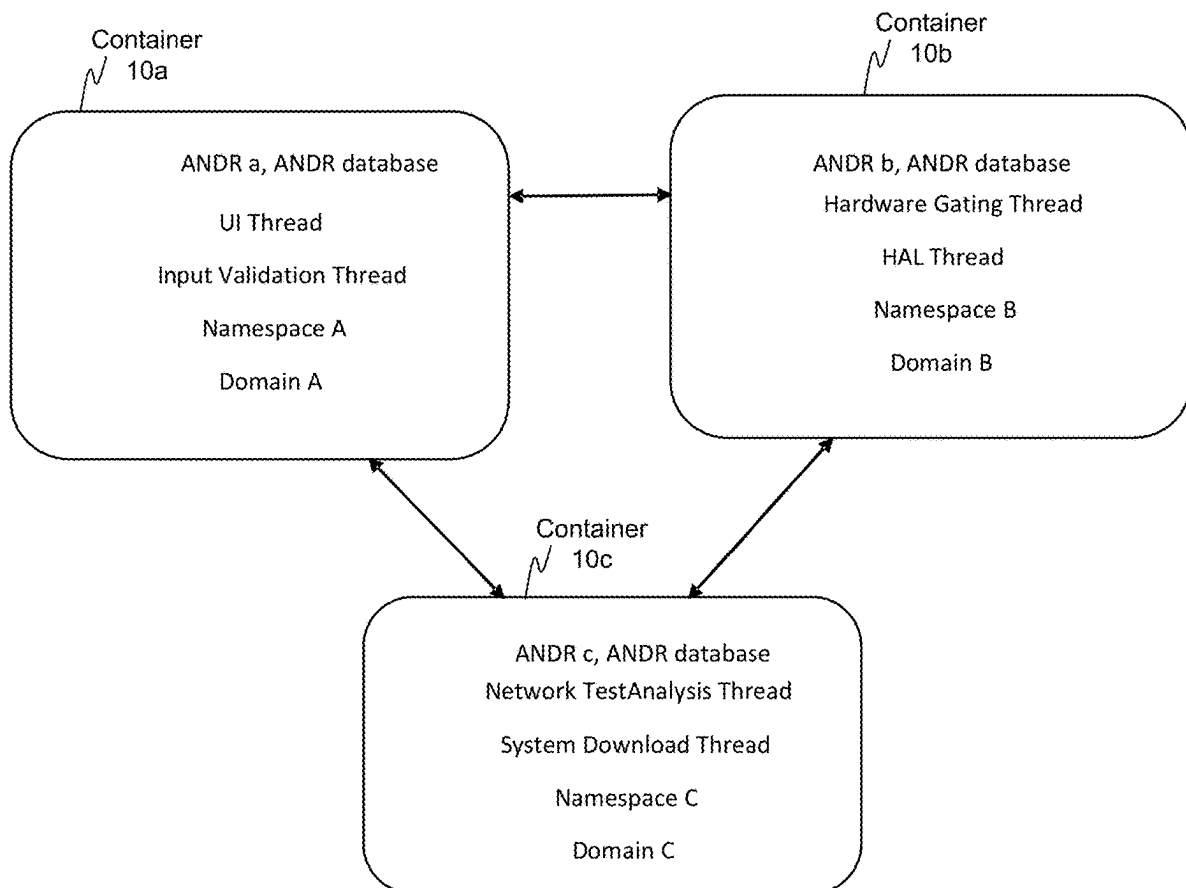 Container
10a
ANDR a, ANDR database
UI Thread
Input Validation Thread
Namespace A
Domain A
Container
10b
ANDR b, ANDR database
Hardware Gating Thread
HAL Thread
Namespace B
Domain B
Container
10c
ANDR c, ANDR database
Network TestAnalysis Thread
System Download Thread
Namespace C
Domain C